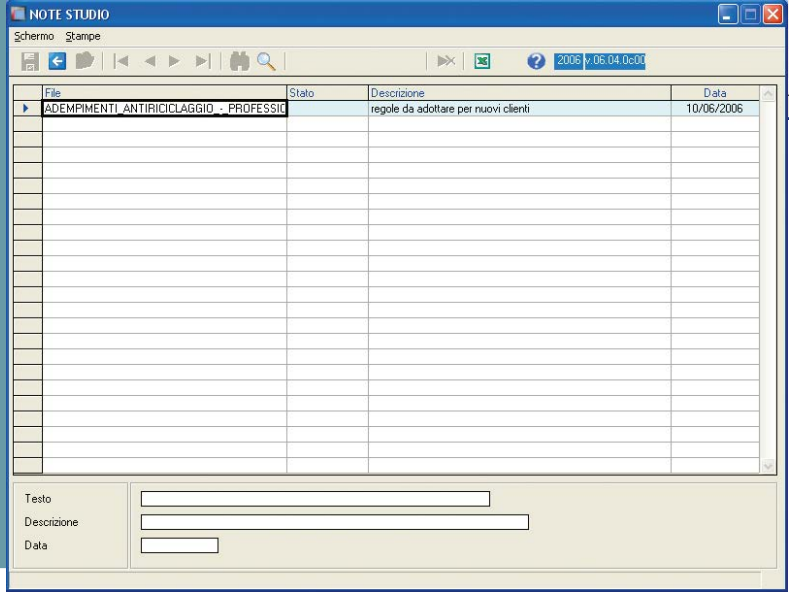 NOTE STUDIO
Schermo Stampe
2006 v.06.04.0c00
File Stato Descrizione Data
ADEMPIMENTI_ANTIRICICLAGGIO_-_PROFESSIO regole da adottare per nuovi clienti 10/06/2006
Testo
Descrizione
Data